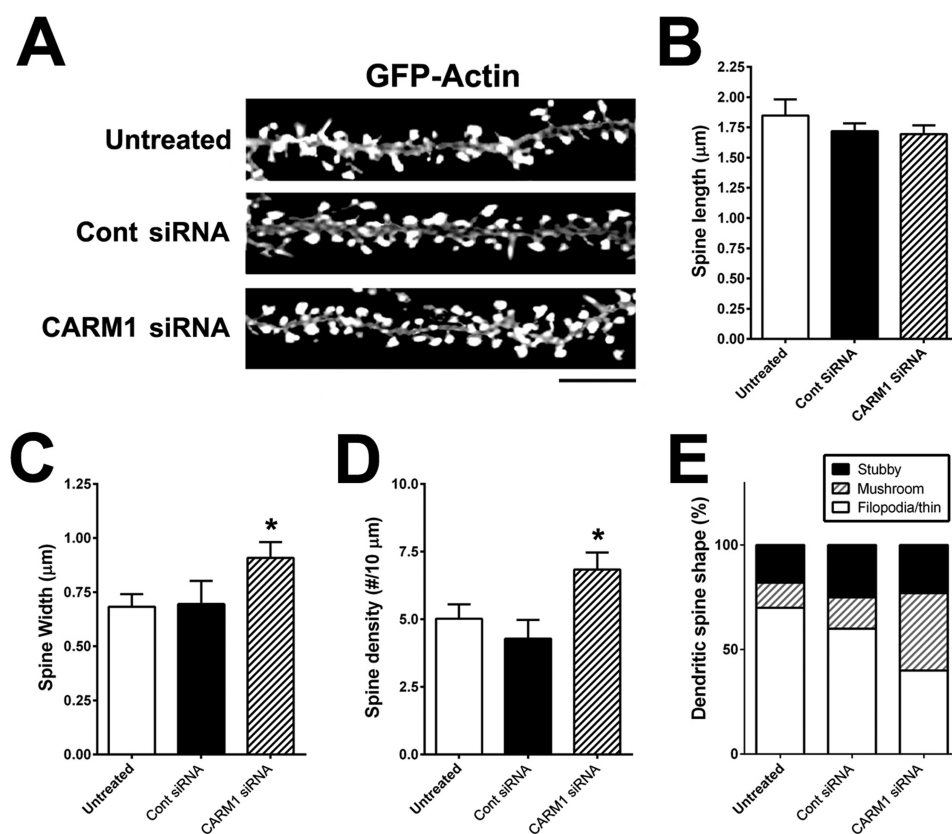 A
GFP-Actin
Untreated
Cont siRNA
CARM1 siRNA
B
Spine length (µm)
2.25
2.00
1.75
1.50
1.25
1.00
0.75
0.50
0.25
0.00
Untreated
Cont SiRNA
CARM1 SiRNA
C
Spine Width (µm)
1.25
1.00
0.75
0.50
0.25
0.00
*
Untreated
Cont siRNA
CARM1 siRNA
D
Spine density (#/10 µm)
10.0
7.5
5.0
2.5
0.0
*
Untreated
Cont siRNA
CARM1 siRNA
E
Stubby
Mushroom
Filopodia/thin
Dendritic spine shape (%)
100
50
0
Untreated
Cont siRNA
CARM1 siRNA